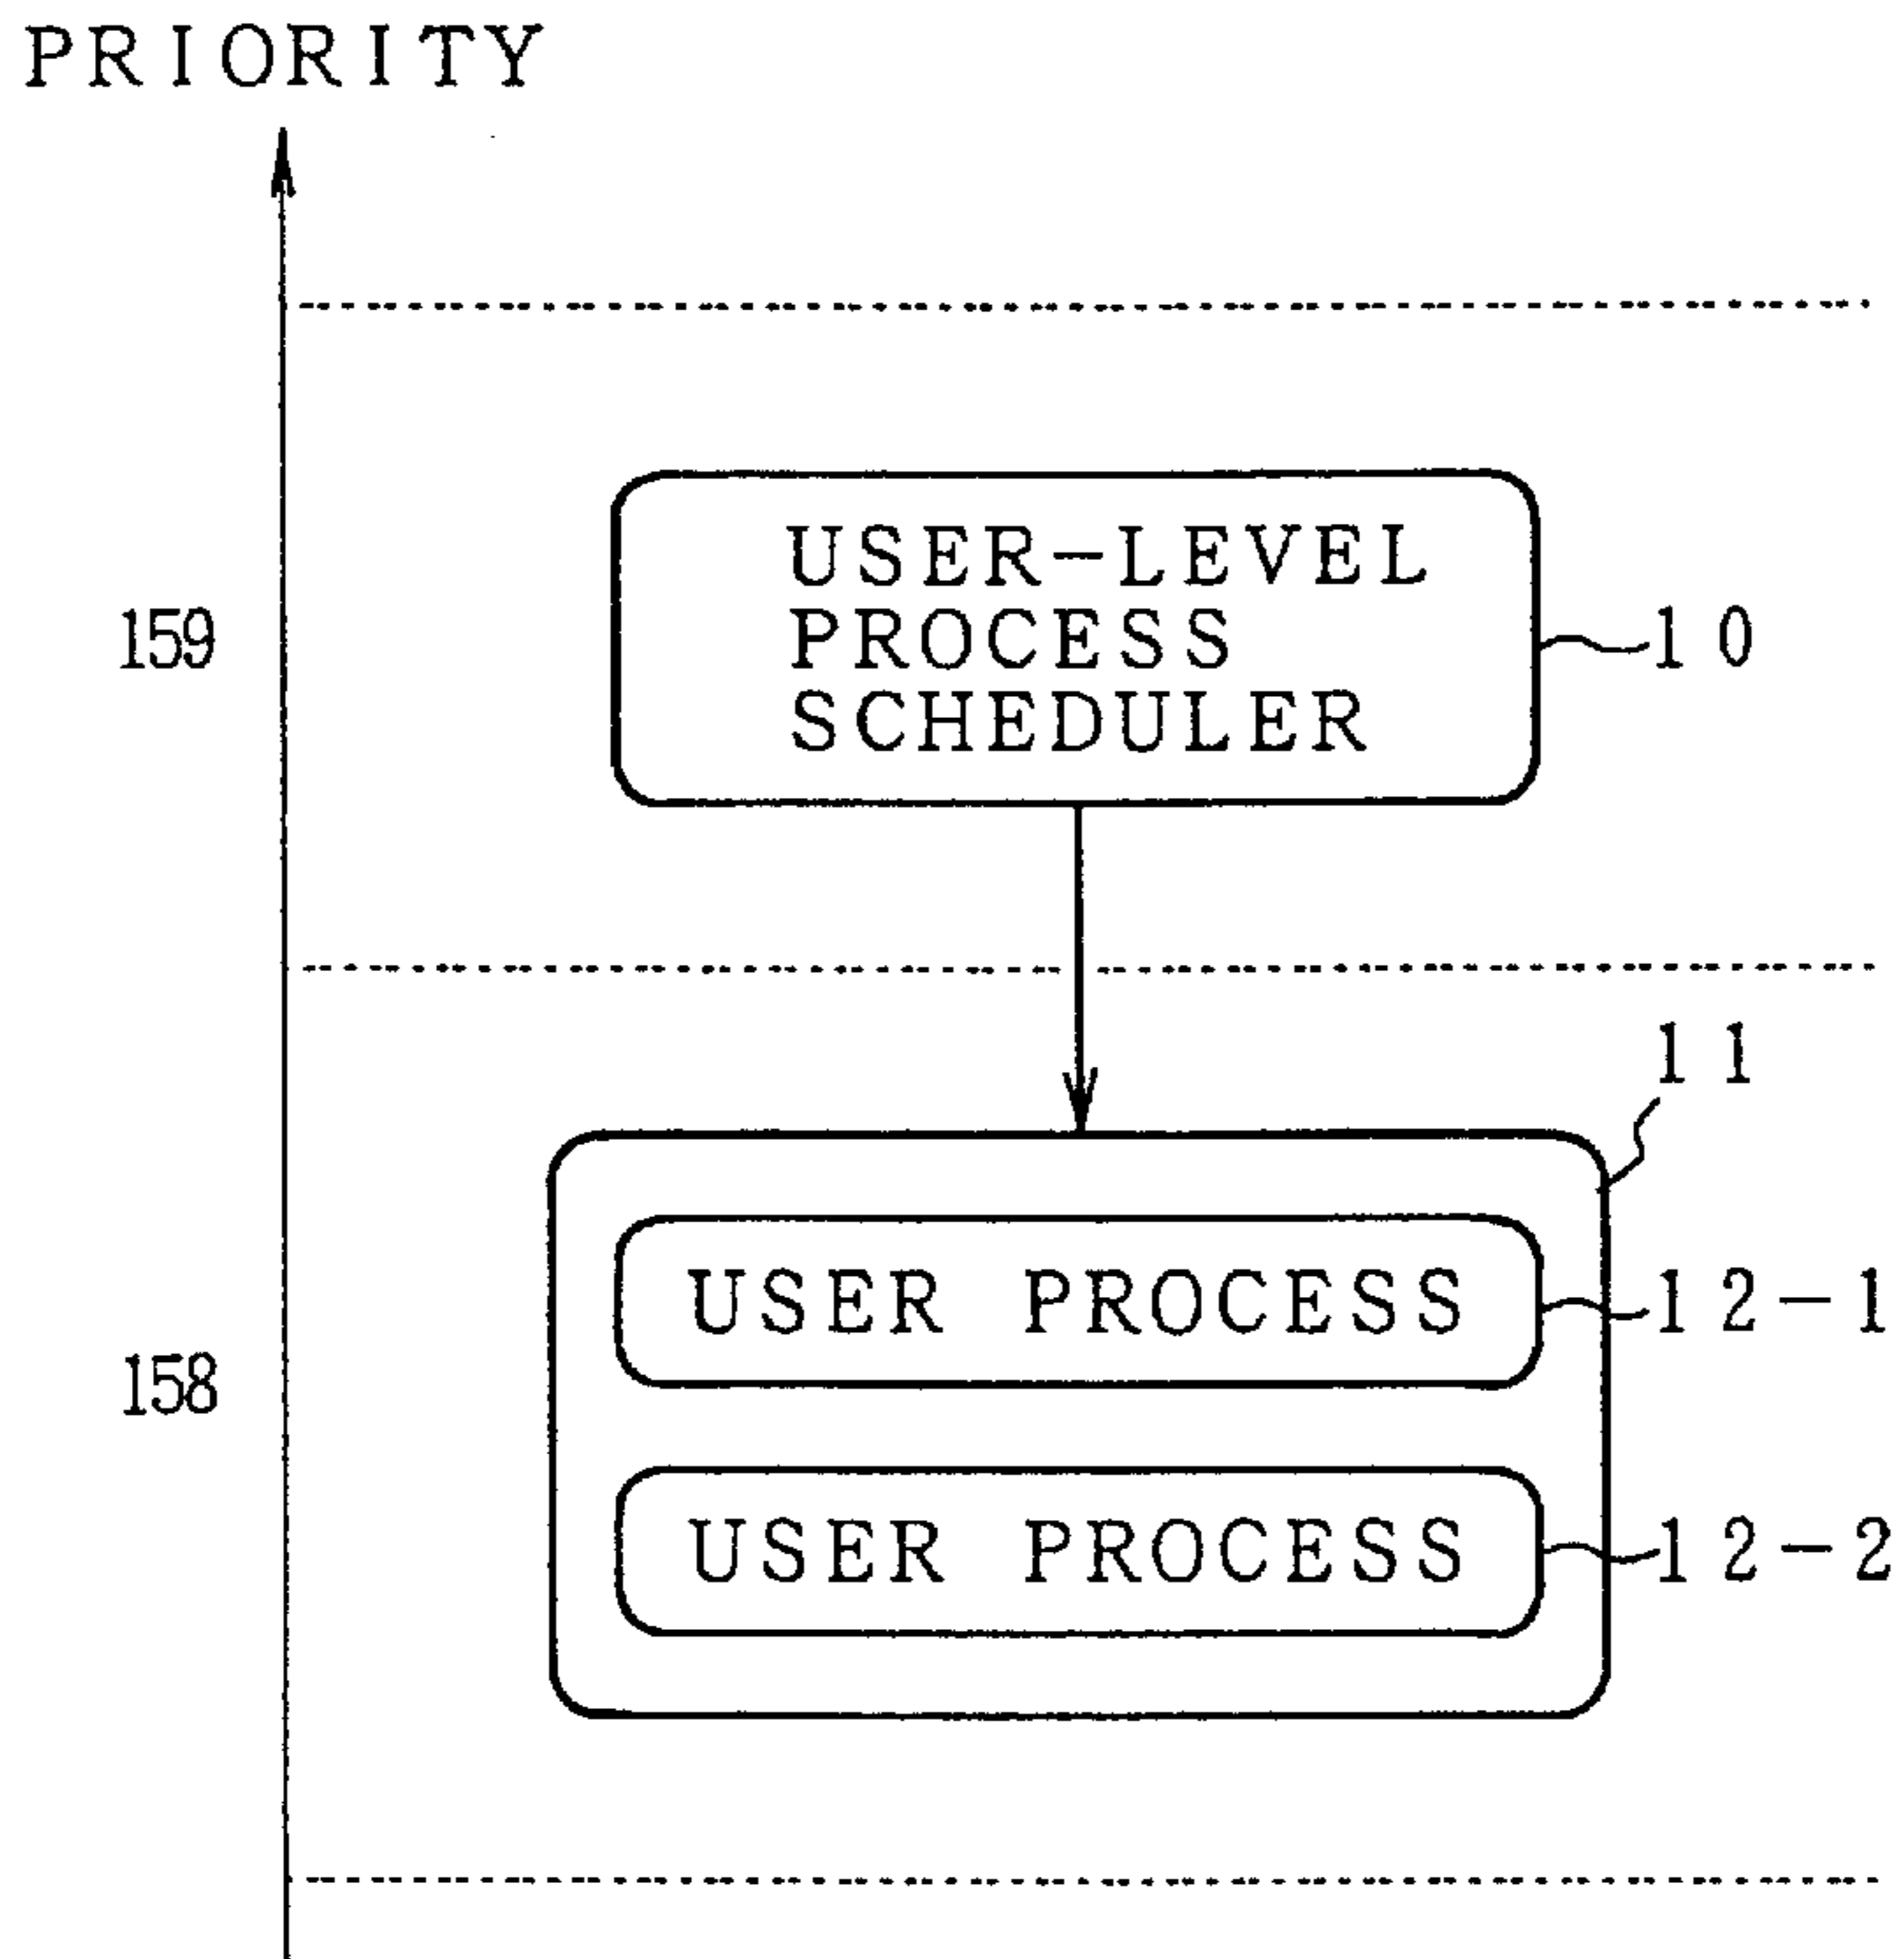 PRIORITY
USER-LEVEL
PROCESS
SCHEDULER
159
10
11
USER PROCESS
12-1
158
USER PROCESS
12-2